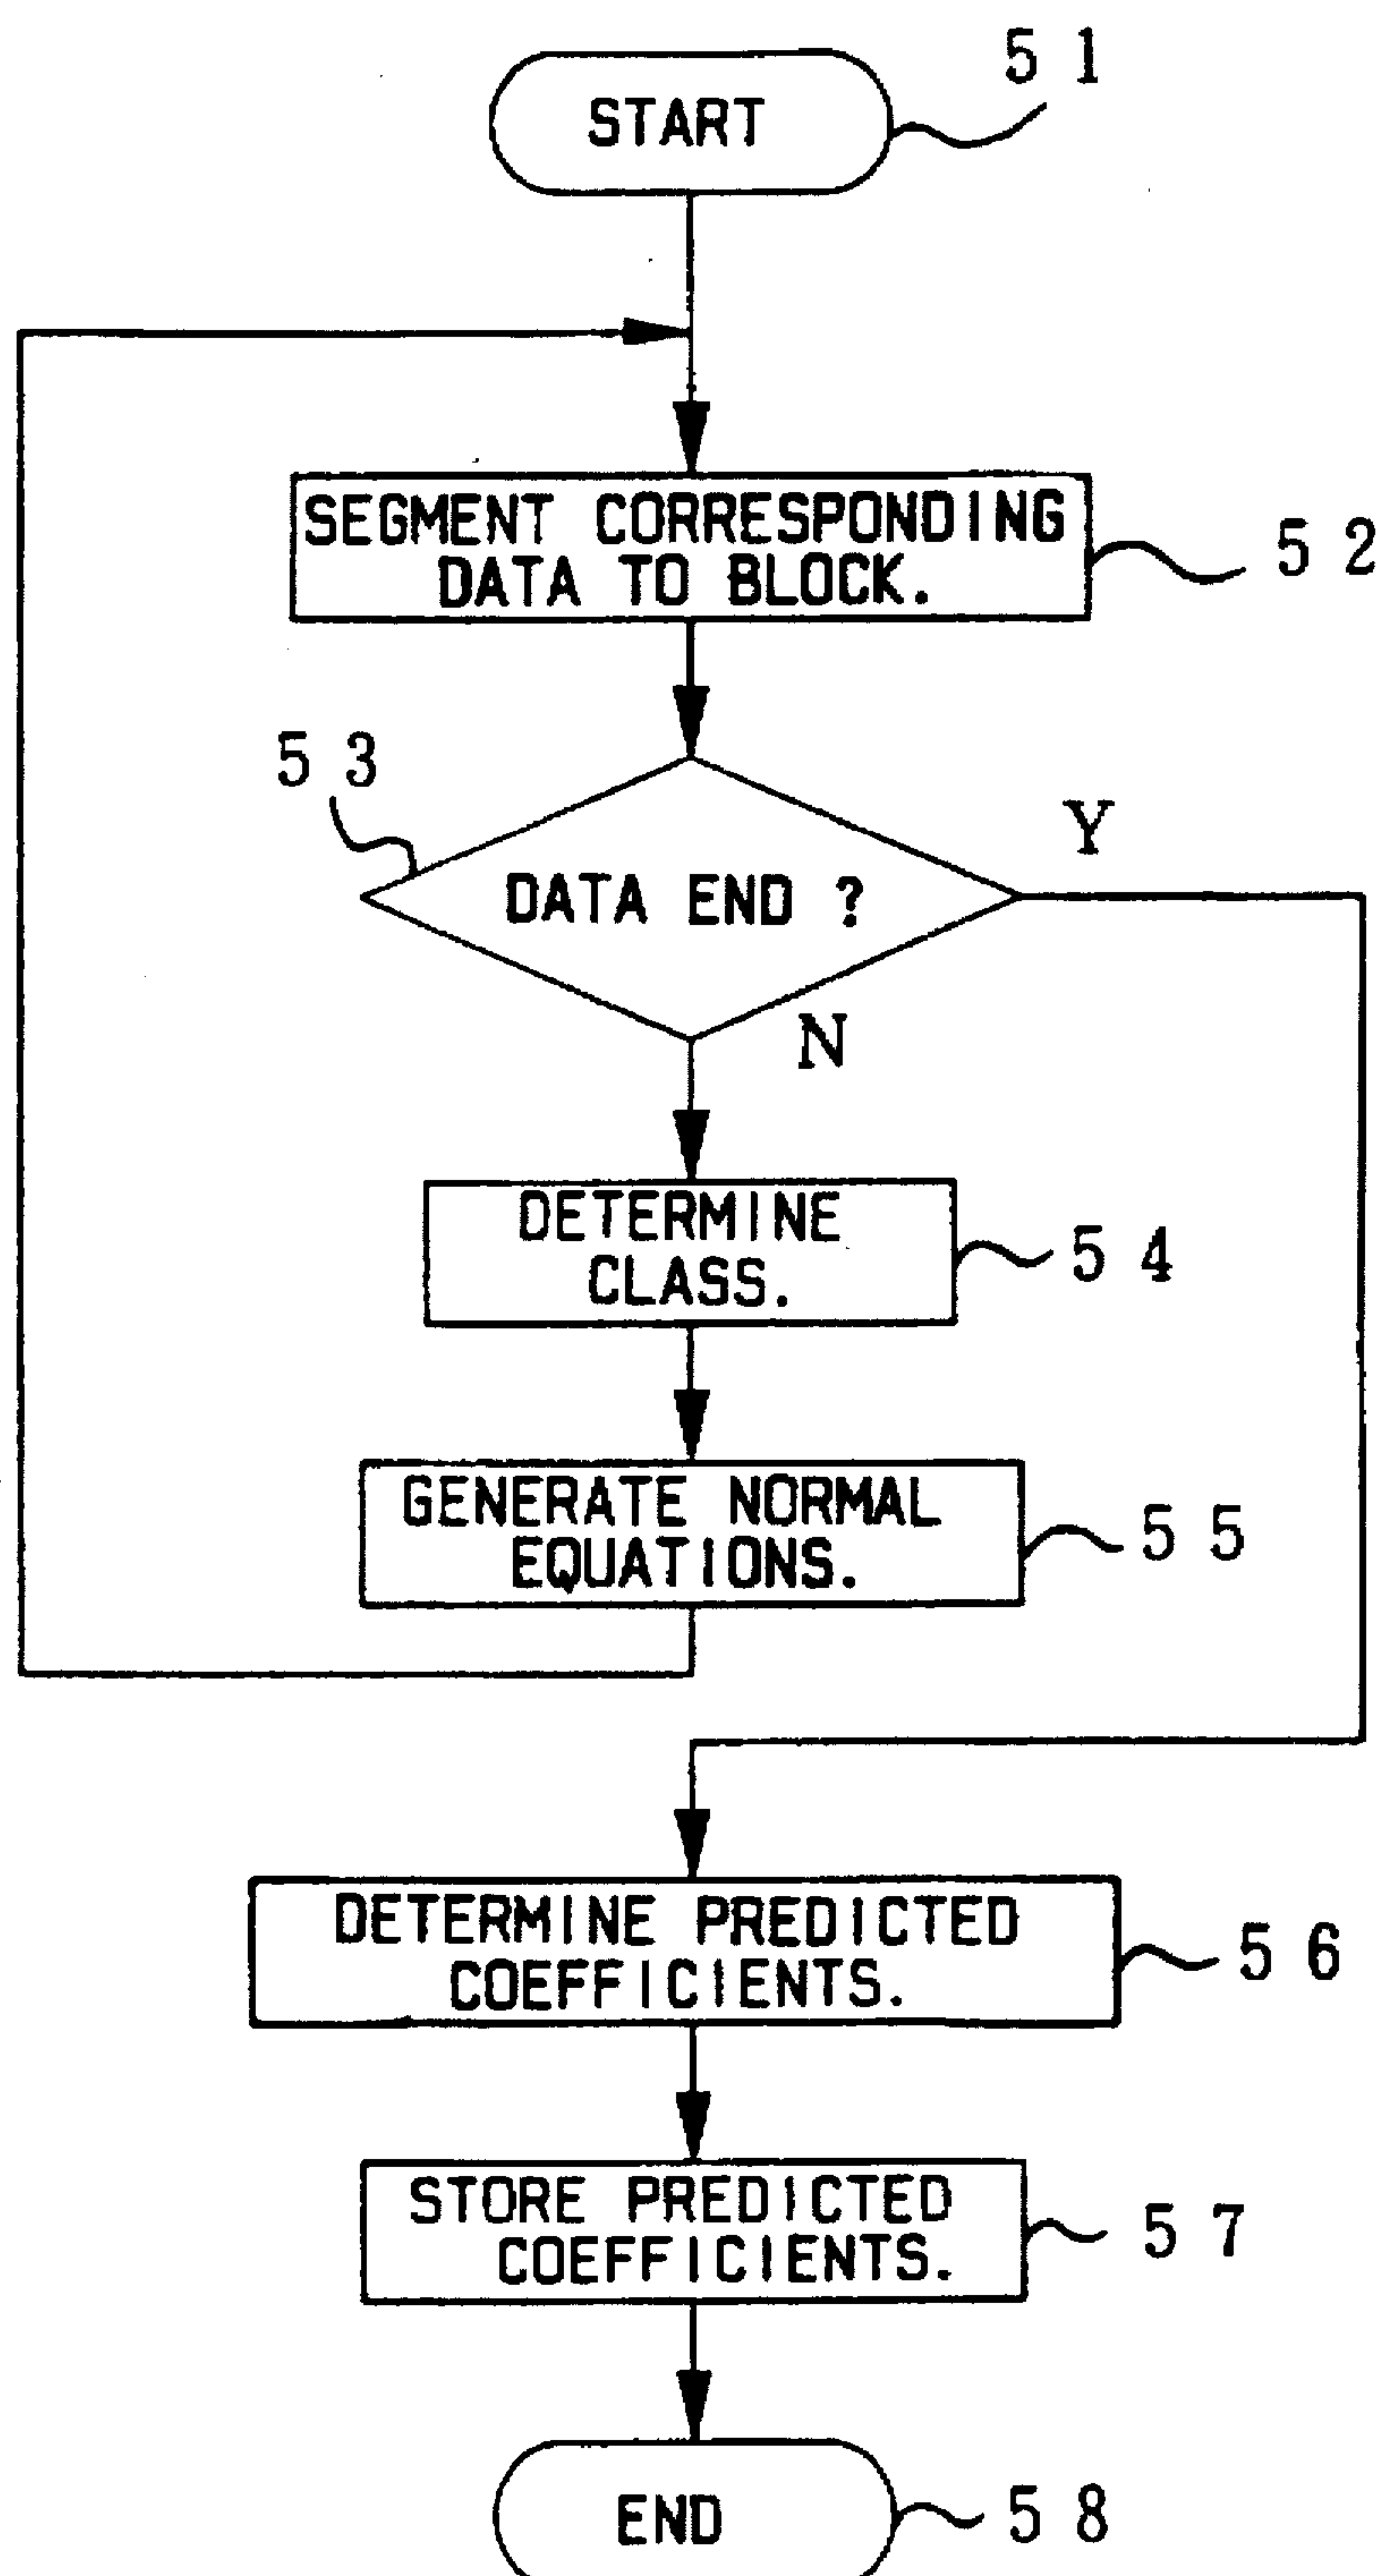 5 1
START
SEGMENT CORRESPONDING
DATA TO BLOCK.
5 2
5 3
Y
DATA END ?
N
DETERMINE
CLASS.
5 4
GENERATE NORMAL
EQUATIONS.
5 5
DETERMINE PREDICTED
COEFFICIENTS.
5 6
STORE PREDICTED
COEFFICIENTS.
5 7
END
5 8